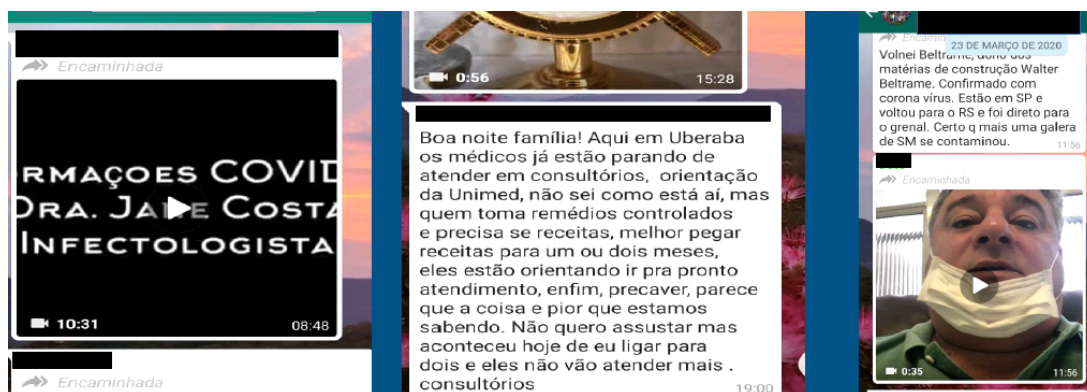 Encaminhada
RMAÇOES COVID
DRA. JANE COSTA
INFECTOLOGISTA
10:31
08:48
Encaminhada
0:56
15:28
Boa noite família! Aqui em Uberaba
os médicos já estão parando de
atender em consultórios, orientação
da Unimed, não sei como está aí, mas
quem toma remédios controlados
e precisa se receitas, melhor pegar
receitas para um ou dois meses,
eles estão orientando ir pra pronto
atendimento, enfim, precaver, parece
que a coisa e pior que estamos
sabendo. Não quero assustar mas
aconteceu hoje de eu ligar para
dois e eles não vão atender mais .
consultórios
19:00
23 DE MARÇO DE 2020
Volnei Beltrame, dono dos
matérias de construção Walter
Beltrame. Confirmado com
corona vírus. Estão em SP e
voltou para o RS e foi direto para
o grenal. Certo q mais uma galera
de SM se contaminou.
11:56
Encaminhada
0:35
11:56